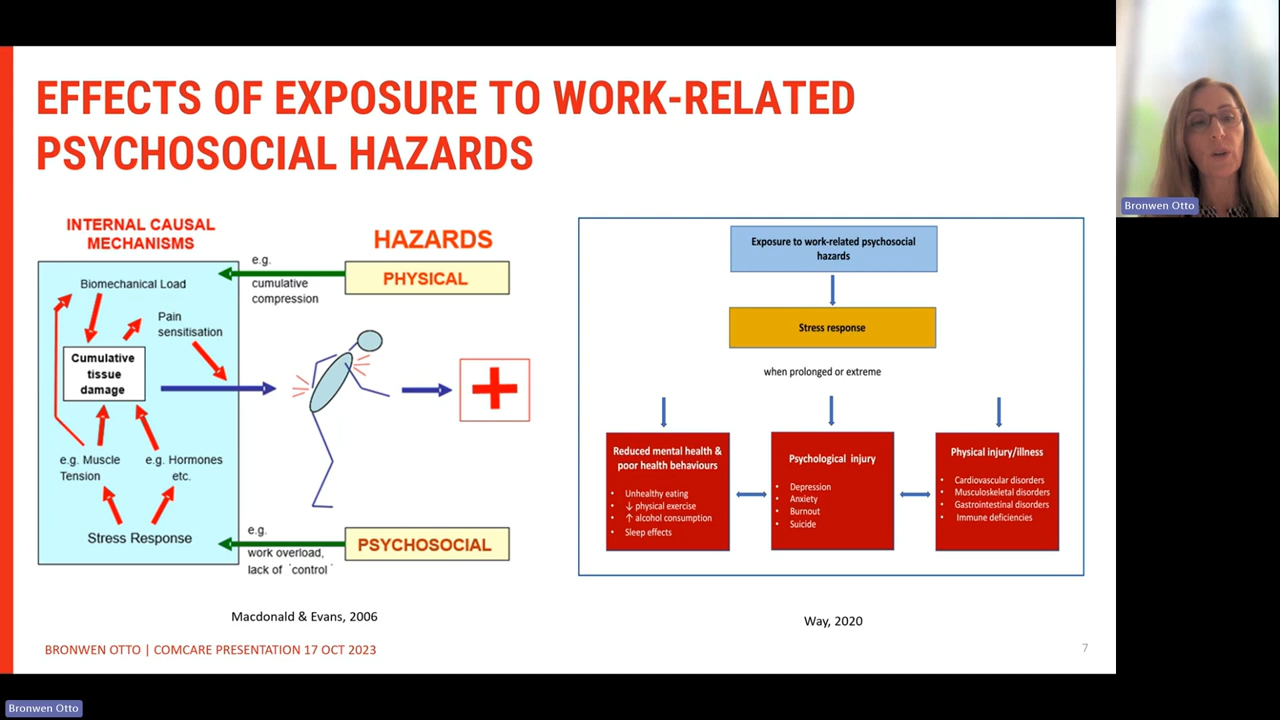 EFFECTS OF EXPOSURE TO WORK-RELATED
PSYCHOSOCIAL HAZARDS
INTERNAL CAUSAL
MECHANISMS
HAZARDS
Biomechanical Load
e.g.
cumulative
compression
PHYSICAL
Pain
sensitisation
Cumulative
tissue
damage
e.g. Muscle
Tension
e.g. Hormones
etc.
Stress Response
e.g.
work overload,
lack of `control´
PSYCHOSOCIAL
Macdonald & Evans, 2006
Exposure to work-related psychosocial
hazards
Stress response
when prolonged or extreme
Reduced mental health &
poor health behaviours
• Unhealthy eating
• ↓ physical exercise
• ↑ alcohol consumption
• Sleep effects
Psychological injury
• Depression
• Anxiety
• Burnout
• Suicide
Physical injury/illness
• Cardiovascular disorders
• Musculoskeletal disorders
• Gastrointestinal disorders
• Immune deficiencies
Way, 2020
BRONWEN OTTO | COMCARE PRESENTATION 17 OCT 2023
7
Bronwen Otto
Bronwen Otto